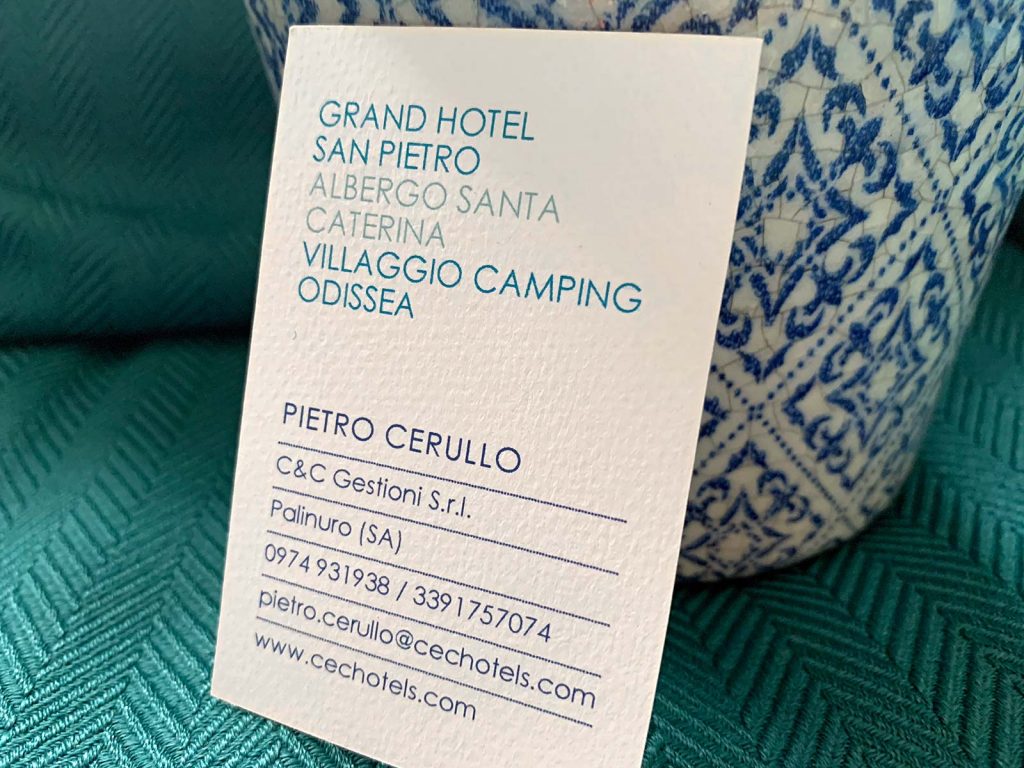 GRAND HOTEL
SAN PIETRO
ALBERGO SANTA
CATERINA
VILLAGGIO CAMPING
ODISSEA
PIETRO CERULLO
C&C Gestioni S.r.l.
Palinuro (SA)
0974 931938 / 3391757074
pietro.cerullo@cechotels.com
www.cechotels.com